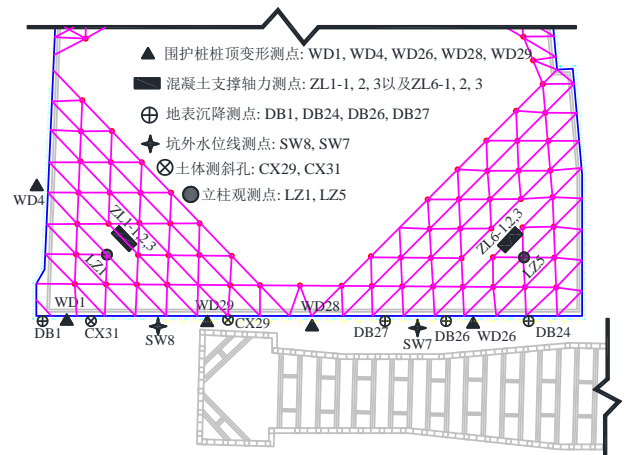 围护桩桩顶变形测点: WD1, WD4, WD26, WD28, WD29
混凝土支撑轴力测点: ZL1-1, 2, 3以及ZL6-1, 2, 3
地表沉降测点: DB1, DB24, DB26, DB27
坑外水位线测点: SW8, SW7
土体测斜孔: CX29, CX31
立柱观测点: LZ1, LZ5
WD4
ZL1-1,2,3
LZ1
ZL6-1,2,3
LZ5
WD1
WD29
WD28
DB1
CX31
SW8
CX29
DB27
SW7
DB26
WD26
DB24